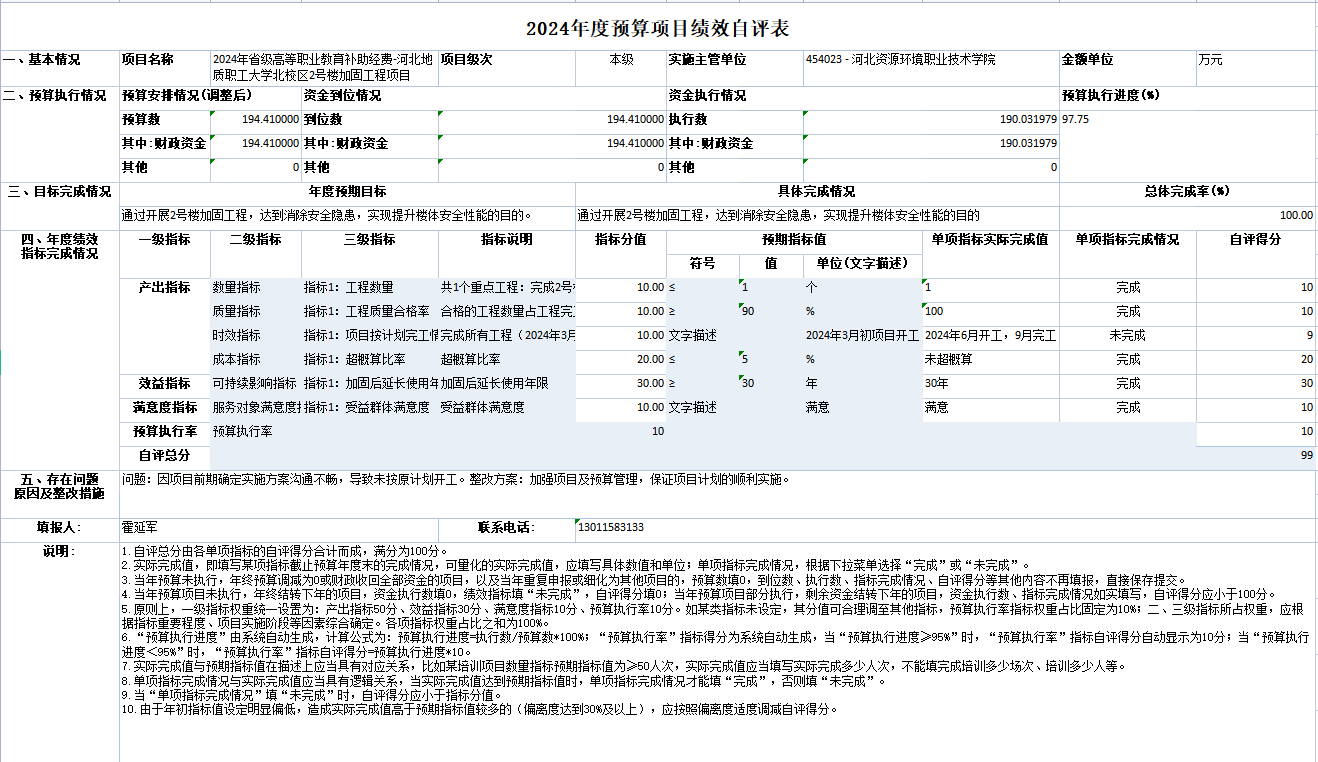 2024年度预算项目绩效自评表
一、基本情况 项目名称 2024年省级高等职业教育补助经费-河北地 项目级次 本级 实施主管单位 454023 - 河北资源环境职业技术学院 金额单位 万元
质职工大学北校区2号楼加固工程项目
二、预算执行情况 预算安排情况(调整后) 资金到位情况 资金执行情况 预算执行进度(%)
预算数 194.410000 到位数 194.410000 执行数 190.031979 97.75
其中:财政资金 194.410000 其中:财政资金 194.410000 其中:财政资金 190.031979
其他 0 其他 0 其他 0
三、目标完成情况 年度预期目标 具体完成情况 总体完成率(%)
通过开展2号楼加固工程，达到消除安全隐患，实现提升楼体安全性能的目的。 通过开展2号楼加固工程，达到消除安全隐患，实现提升楼体安全性能的目的 100.00
四、年度绩效 一级指标 二级指标 三级指标 指标说明 指标分值 预期指标值 单项指标实际完成值 单项指标完成情况 自评得分
指标完成情况
符号 值 单位(文字描述)
产出指标 数量指标 指标1：工程数量 共1个重点工程：完成2号 10.00 ≤ 1 个 1 完成 10
质量指标 指标1：工程质量合格率 合格的工程数量占工程完 10.00 ≥ 90 % 100 完成 10
时效指标 指标1：项目按计划完工情 完成所有工程（2024年3月 10.00 文字描述 2024年3月初项目开工 2024年6月开工，9月完工 未完成 9
成本指标 指标1：超概算比率 超概算比率 20.00 ≤ 5 % 未超概算 完成 20
效益指标 可持续影响指标 指标1：加固后延长使用年 加固后延长使用年限 30.00 ≥ 30 年 30年 完成 30
满意度指标 服务对象满意度 指标1：受益群体满意度 受益群体满意度 10.00 文字描述 满意 满意 完成 10
预算执行率 预算执行率 10 10
自评总分 99
五、存在问题 问题：因项目前期确定实施方案沟通不畅，导致未按原计划开工。整改方案：加强项目及预算管理，保证项目计划的顺利实施。
原因及整改措施
填报人： 霍延军 联系电话： 13011583133
说明： 1.自评总分由各单项指标的自评得分合计而成，满分为100分。
2.实际完成值，即填写某项指标截止预算年度末的完成情况，可量化的实际完成值，应填写具体数值和单位；单项指标完成情况，根据下拉菜单选择“完成”或“未完成”。
3.当年预算未执行，年终预算调减为0或财政收回全部资金的项目，以及当年重复申报或细化为其他项目的，预算数填0，到位数、执行数、指标完成情况、自评得分等其他内容不再填报，直接保存提交。
4.当年预算项目未执行，年终结转下年的项目，资金执行数填0，绩效指标填“未完成”，自评得分填0；当年预算项目部分执行，剩余资金结转下年的项目，资金执行数、指标完成情况如实填写，自评得分应小于100分。
5.原则上，一级指标权重统一设置为：产出指标50分、效益指标30分、满意度指标10分、预算执行率10分。如某类指标未设定，其分值可合理调至其他指标，预算执行率指标权重占比固定为10%；二、三级指标所占权重，应根
据指标重要程度、项目实施阶段等因素综合确定。各项指标权重占比之和为100%。
6.“预算执行进度”由系统自动生成，计算公式为：预算执行进度=执行数/预算数*100%；“预算执行率”指标得分为系统自动生成，当“预算执行进度≥95%”时，“预算执行率”指标自评得分自动显示为10分；当“预算执行
进度＜95%”时，“预算执行率”指标自评得分=预算执行进度*10。
7.实际完成值与预期指标值在描述上应当具有对应关系，比如某培训项目数量指标预期指标值为≥50人次，实际完成值应当填写实际完成多少人次，不能填完成培训多少场次、培训多少人等。
8.单项指标完成情况与实际完成值应当具有逻辑关系，当实际完成值达到预期指标值时，单项指标完成情况才能填“完成”，否则填“未完成”。
9.当“单项指标完成情况”填“未完成”时，自评得分应小于指标分值。
10.由于年初指标值设定明显偏低，造成实际完成值高于预期指标值较多的（偏离度达到30%及以上），应按照偏离度适度调减自评得分。